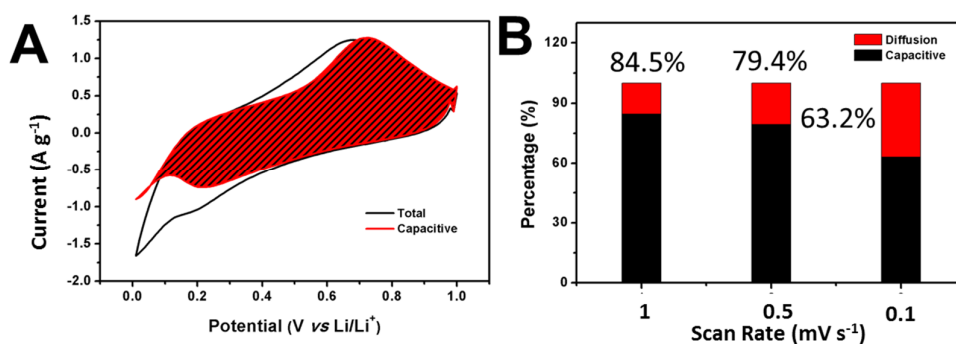 A
Current (A g⁻¹)
1.5
1.0
0.5
0.0
-0.5
-1.0
-1.5
-2.0
Total
Capacitive
0.0 0.2 0.4 0.6 0.8 1.0
Potential (V vs Li/Li⁺)
B
Percentage (%)
120
90
60
30
0
Diffusion
Capacitive
84.5% 79.4%
63.2%
1 0.5 0.1
Scan Rate (mV s⁻¹)